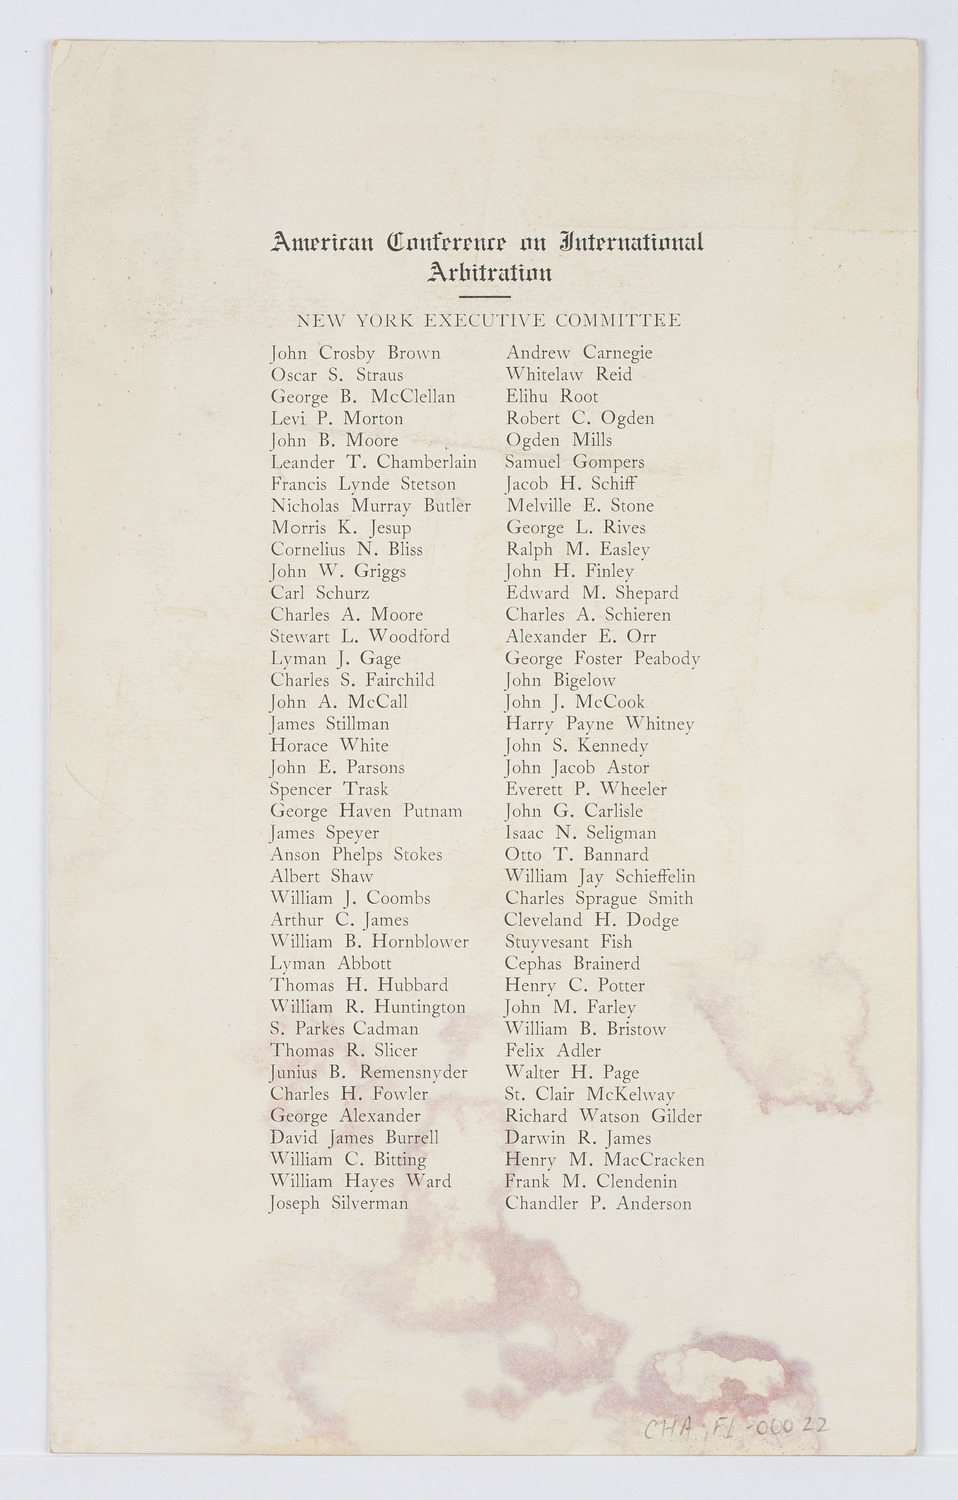 American Conference on International
Arbitration
NEW YORK EXECUTIVE COMMITTEE
John Crosby Brown
Oscar S. Straus
George B. McClellan
Levi P. Morton
John B. Moore
Leander T. Chamberlain
Francis Lynde Stetson
Nicholas Murray Butler
Morris K. Jesup
Cornelius N. Bliss
John W. Griggs
Carl Schurz
Charles A. Moore
Stewart L. Woodford
Lyman J. Gage
Charles S. Fairchild
John A. McCall
James Stillman
Horace White
John E. Parsons
Spencer Trask
George Haven Putnam
James Speyer
Anson Phelps Stokes
Albert Shaw
William J. Coombs
Arthur C. James
William B. Hornblower
Lyman Abbott
Thomas H. Hubbard
William R. Huntington
S. Parkes Cadman
Thomas R. Slicer
Junius B. Remensnyder
Charles H. Fowler
George Alexander
David James Burrell
William C. Bitting
William Hayes Ward
Joseph Silverman
Andrew Carnegie
Whitelaw Reid
Elihu Root
Robert C. Ogden
Ogden Mills
Samuel Gompers
Jacob H. Schiff
Melville E. Stone
George L. Rives
Ralph M. Easley
John H. Finley
Edward M. Shepard
Charles A. Schieren
Alexander E. Orr
George Foster Peabody
John Bigelow
John J. McCook
Harry Payne Whitney
John S. Kennedy
John Jacob Astor
Everett P. Wheeler
John G. Carlisle
Isaac N. Seligman
Otto T. Bannard
William Jay Schieffelin
Charles Sprague Smith
Cleveland H. Dodge
Stuyvesant Fish
Cephas Brainerd
Henry C. Potter
John M. Farley
William B. Bristow
Felix Adler
Walter H. Page
St. Clair McKelway
Richard Watson Gilder
Darwin R. James
Henry M. MacCracken
Frank M. Clendenin
Chandler P. Anderson
CHA-FI-06022